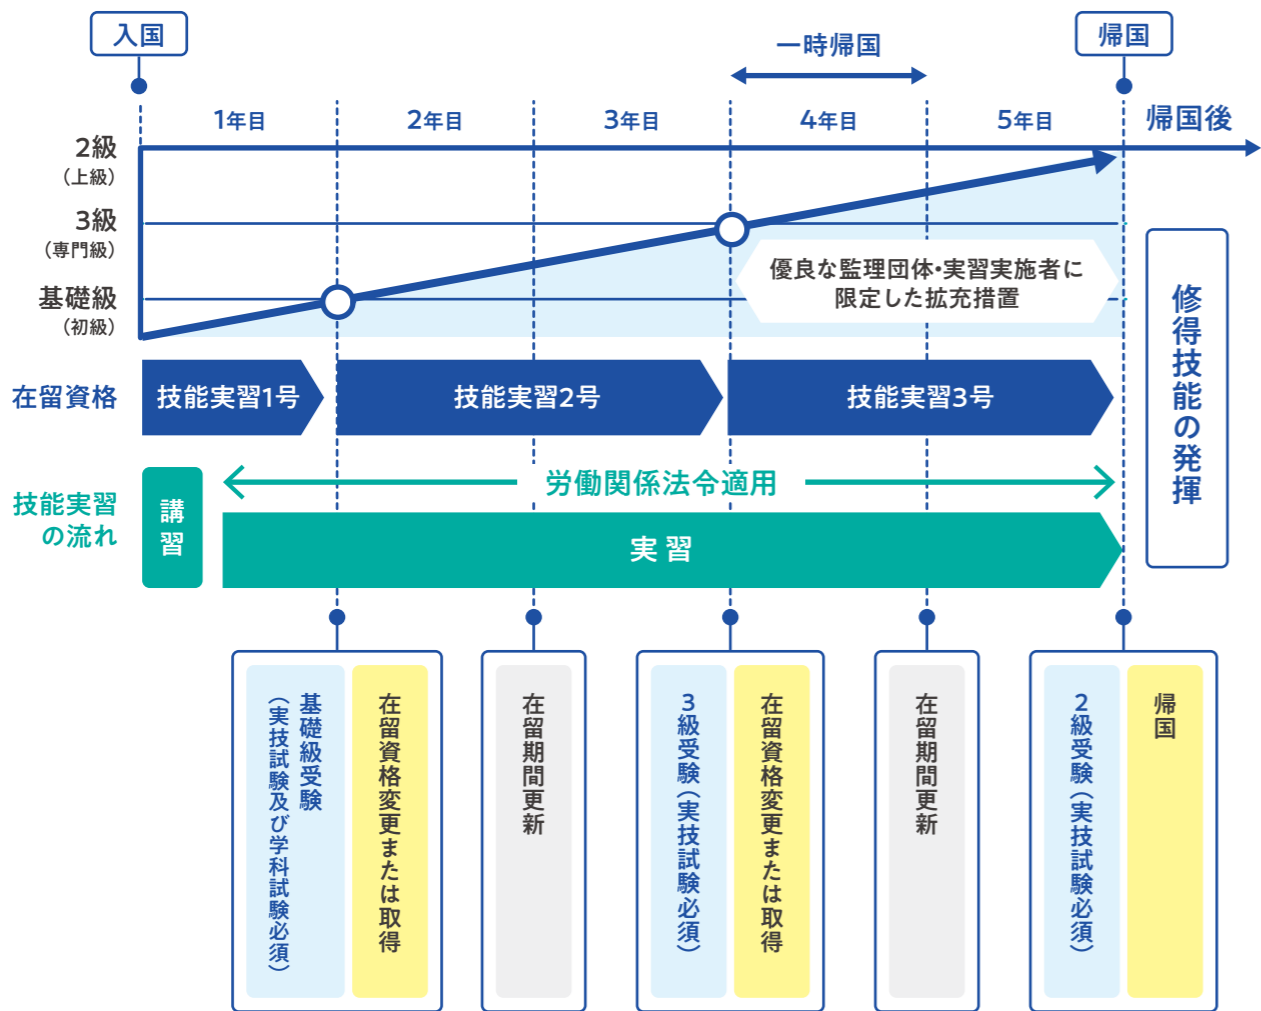 入国
一時帰国
帰国
1年目
2年目
3年目
4年目
5年目
帰国後
2級
（上級）
3級
（専門級）
基礎級
（初級）
優良な監理団体・実習実施者に
限定した拡充措置
修得技能の発揮
在留資格
技能実習1号
技能実習2号
技能実習3号
技能実習
の流れ
講習
労働関係法令適用
実習
基礎級受験
（実技試験及び学科試験必須）
在留資格変更または取得
在留期間更新
3級受験（実技試験必須）
在留資格変更または取得
在留期間更新
2級受験（実技試験必須）
帰国